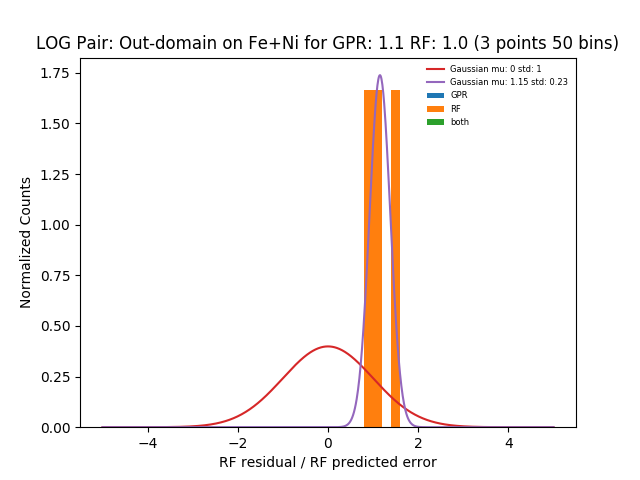 LOG Pair: Out-domain on Fe+Ni for GPR: 1.1 RF: 1.0 (3 points 50 bins)
Gaussian mu: 0 std: 1
Gaussian mu: 1.15 std: 0.23
GPR
RF
both
Normalized Counts
1.75
1.50
1.25
1.00
0.75
0.50
0.25
0.00
−4 −2 0 2 4
RF residual / RF predicted error